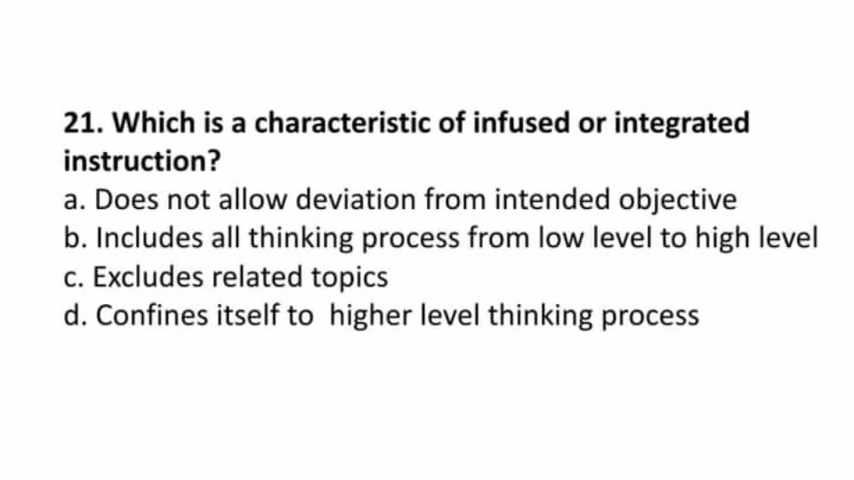 21. Which is a characteristic of infused or integrated
instruction?
a. Does not allow deviation from intended objective
b. Includes all thinking process from low level to high level
c. Excludes related topics
d. Confines itself to  higher level thinking process